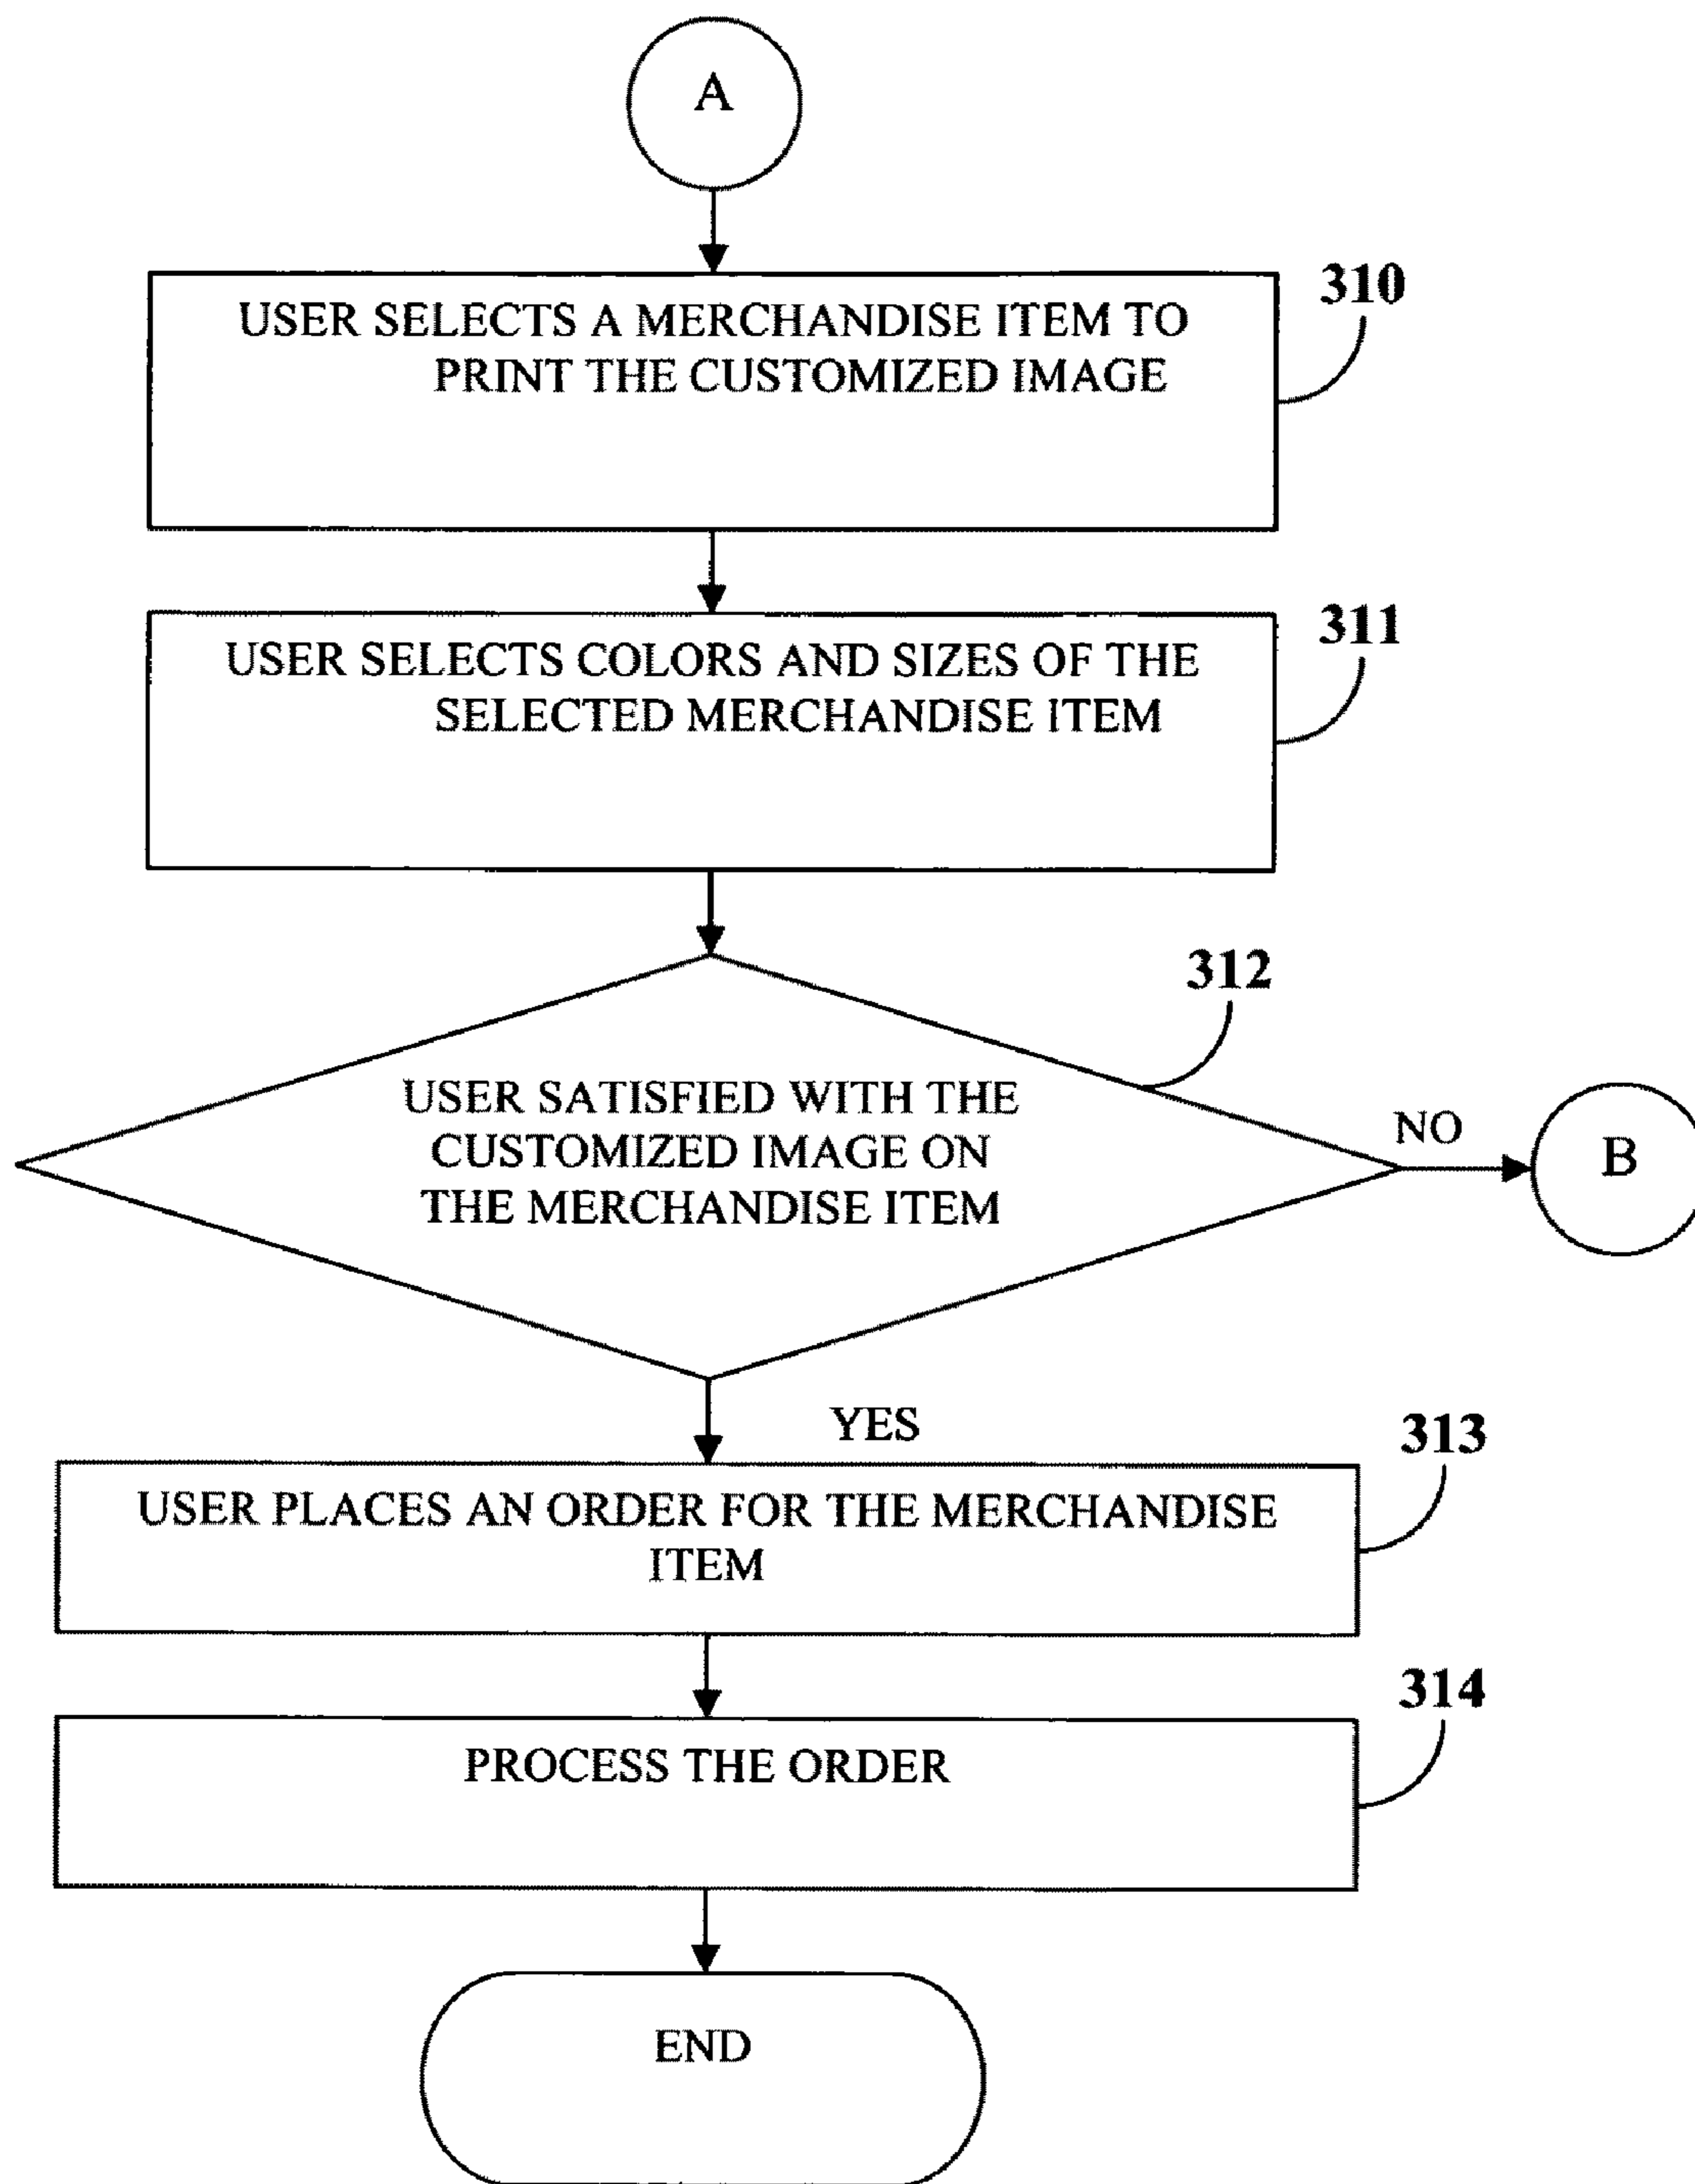 A
310
USER SELECTS A MERCHANDISE ITEM TO
PRINT THE CUSTOMIZED IMAGE
311
USER SELECTS COLORS AND SIZES OF THE
SELECTED MERCHANDISE ITEM
312
USER SATISFIED WITH THE
CUSTOMIZED IMAGE ON
THE MERCHANDISE ITEM
NO
B
YES
313
USER PLACES AN ORDER FOR THE MERCHANDISE
ITEM
314
PROCESS THE ORDER
END